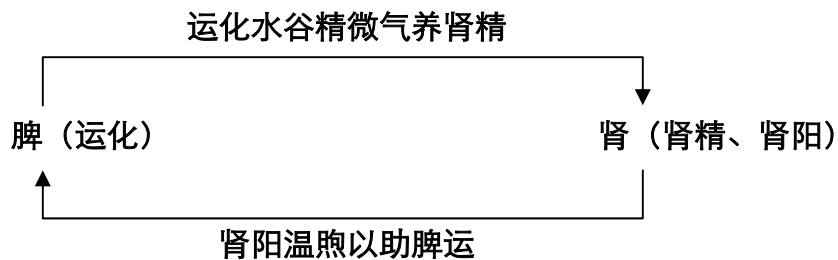 运化水谷精微气养肾精
脾（运化）
肾（肾精、肾阳）
肾阳温煦以助脾运